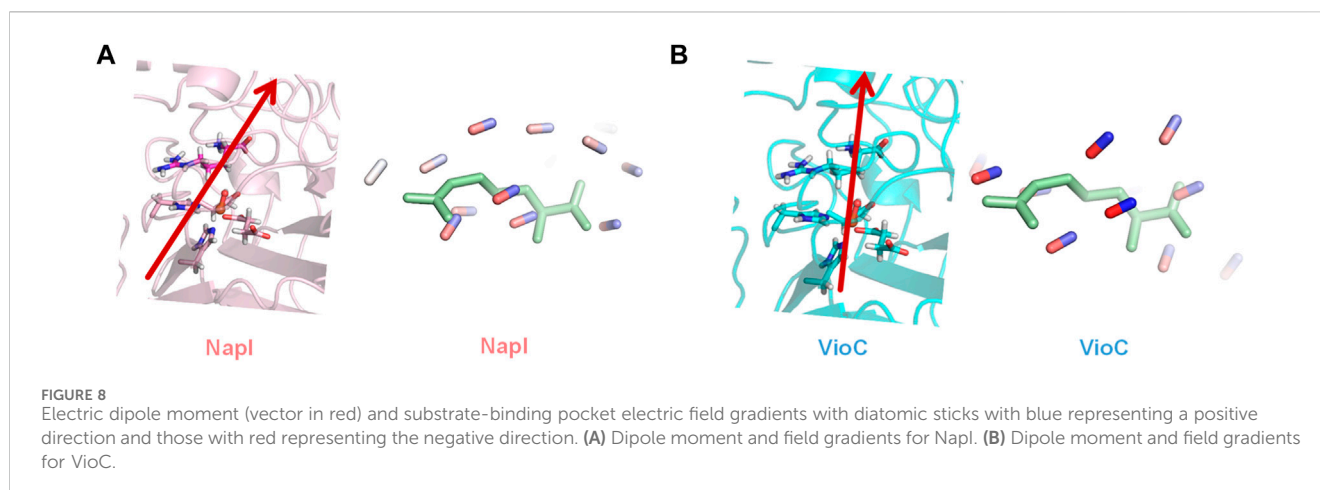 A
B
NapI
NapI
VioC
VioC
FIGURE 8
Electric dipole moment (vector in red) and substrate-binding pocket electric field gradients with diatomic sticks with blue representing a positive
direction and those with red representing the negative direction. (A) Dipole moment and field gradients for NapI. (B) Dipole moment and field gradients
for VioC.